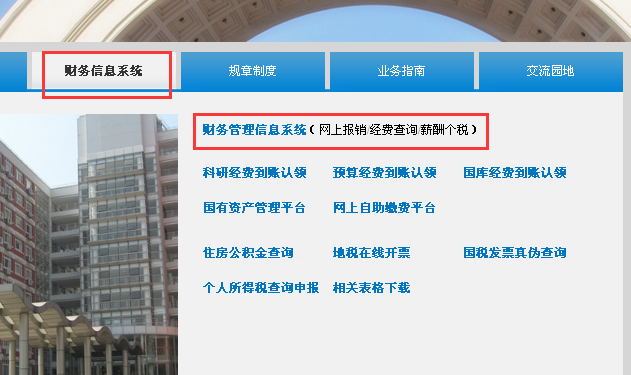 财务信息系统 规章制度 业务指南 交流园地
财务管理信息系统（网上报销/经费查询/薪酬个税）
科研经费到账认领 预算经费到账认领 国库经费到账认领
国有资产管理平台 网上自助缴费平台
住房公积金查询 地税在线开票 国税发票真伪查询
个人所得税查询申报 相关表格下载